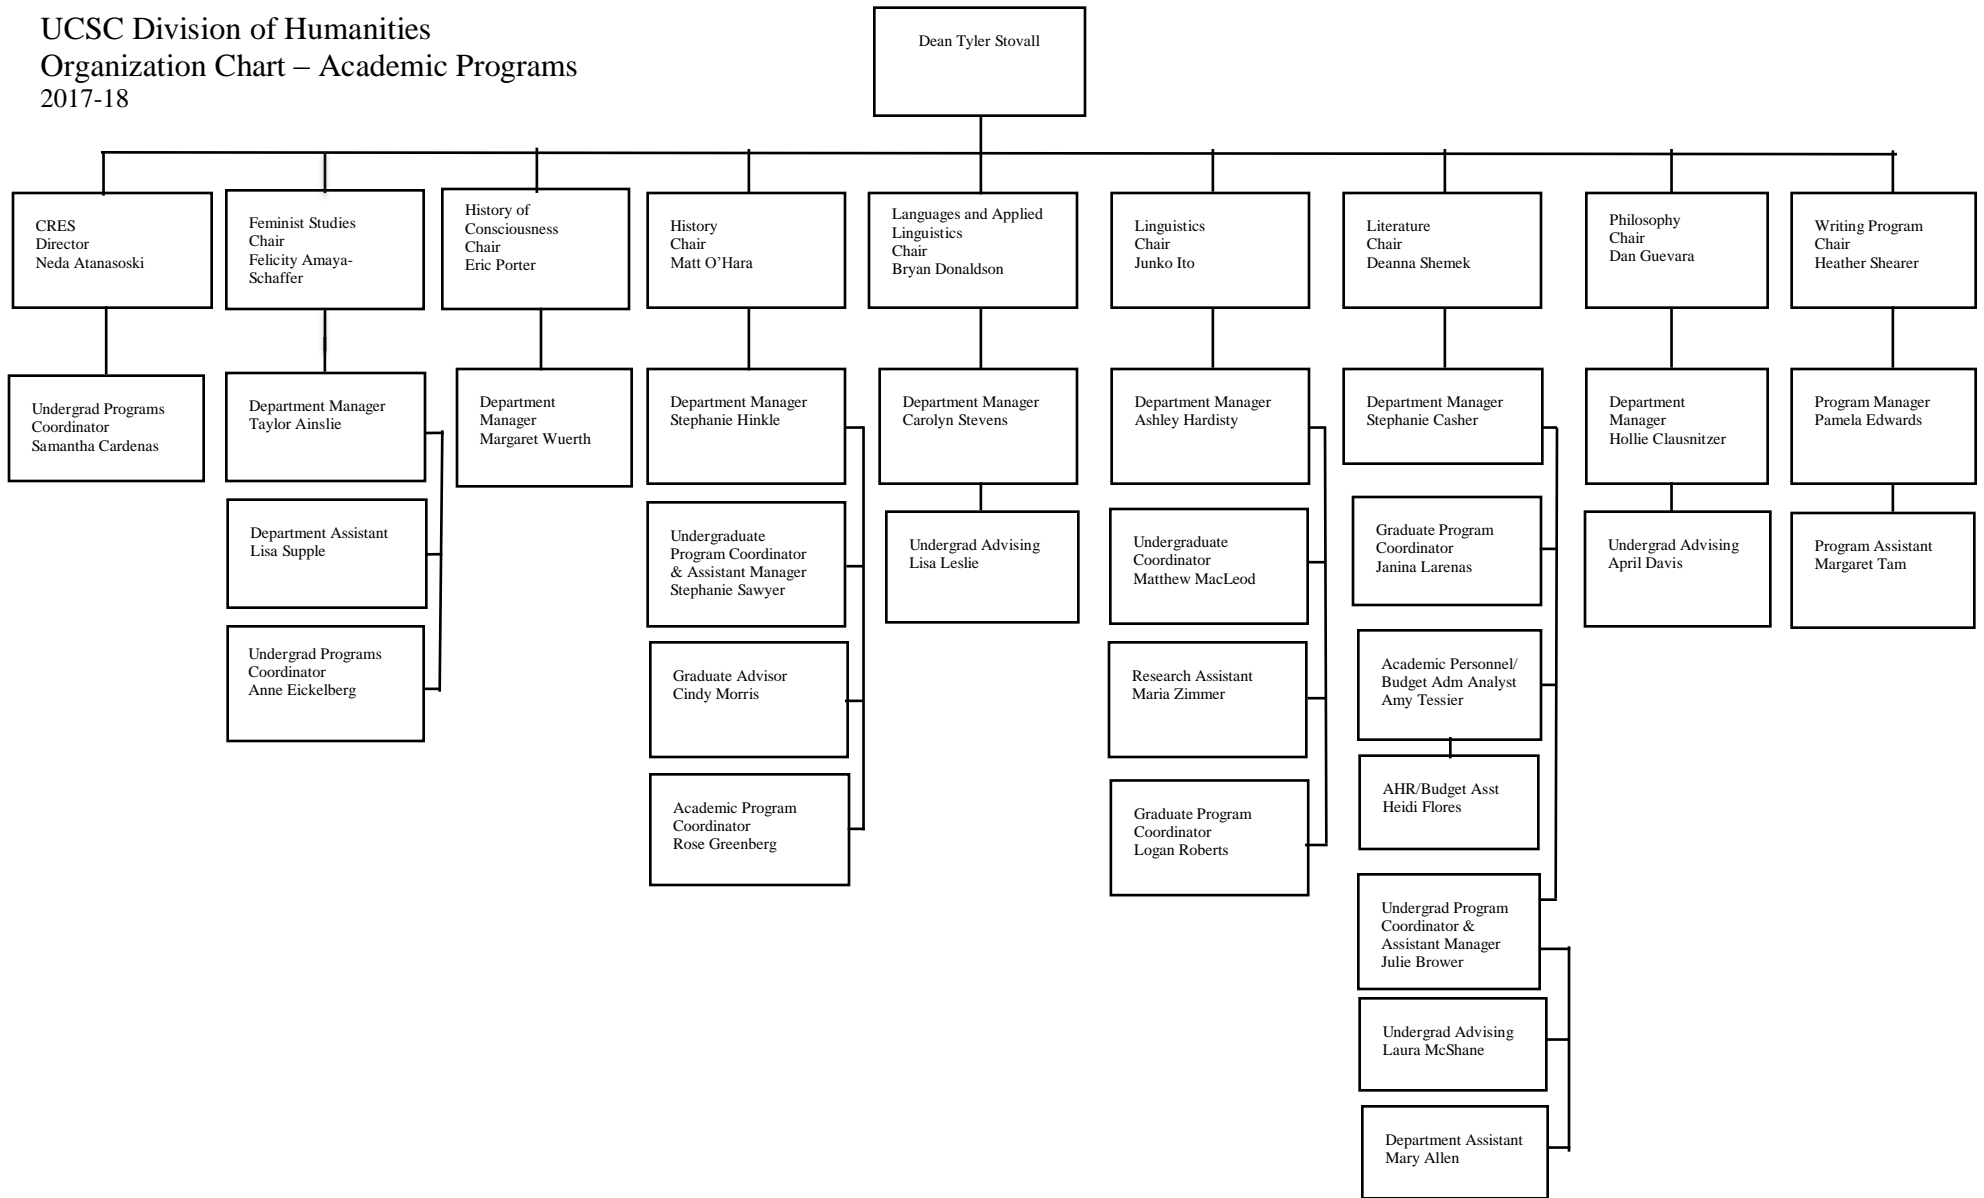 UCSC Division of Humanities
Organization Chart – Academic Programs
2017-18
Dean Tyler Stovall
CRES
Director
Neda Atanasoski
Feminist Studies
Chair
Felicity Amaya-
Schaffer
History of
Consciousness
Chair
Eric Porter
History
Chair
Matt O’Hara
Languages and Applied
Linguistics
Chair
Bryan Donaldson
Linguistics
Chair
Junko Ito
Literature
Chair
Deanna Shemek
Philosophy
Chair
Dan Guevara
Writing Program
Chair
Heather Shearer
Undergrad Programs
Coordinator
Samantha Cardenas
Department Manager
Taylor Ainslie
Department
Manager
Margaret Wuerth
Department Manager
Stephanie Hinkle
Department Manager
Carolyn Stevens
Department Manager
Ashley Hardisty
Department Manager
Stephanie Casher
Department
Manager
Hollie Clausnitzer
Program Manager
Pamela Edwards
Department Assistant
Lisa Supple
Undergraduate
Program Coordinator
& Assistant Manager
Stephanie Sawyer
Undergrad Advising
Lisa Leslie
Undergraduate
Coordinator
Matthew MacLeod
Graduate Program
Coordinator
Janina Larenas
Undergrad Advising
April Davis
Program Assistant
Margaret Tam
Undergrad Programs
Coordinator
Anne Eickelberg
Graduate Advisor
Cindy Morris
Research Assistant
Maria Zimmer
Academic Personnel/
Budget Adm Analyst
Amy Tessier
Academic Program
Coordinator
Rose Greenberg
Graduate Program
Coordinator
Logan Roberts
AHR/Budget Asst
Heidi Flores
Undergrad Program
Coordinator &
Assistant Manager
Julie Brower
Undergrad Advising
Laura McShane
Department Assistant
Mary Allen